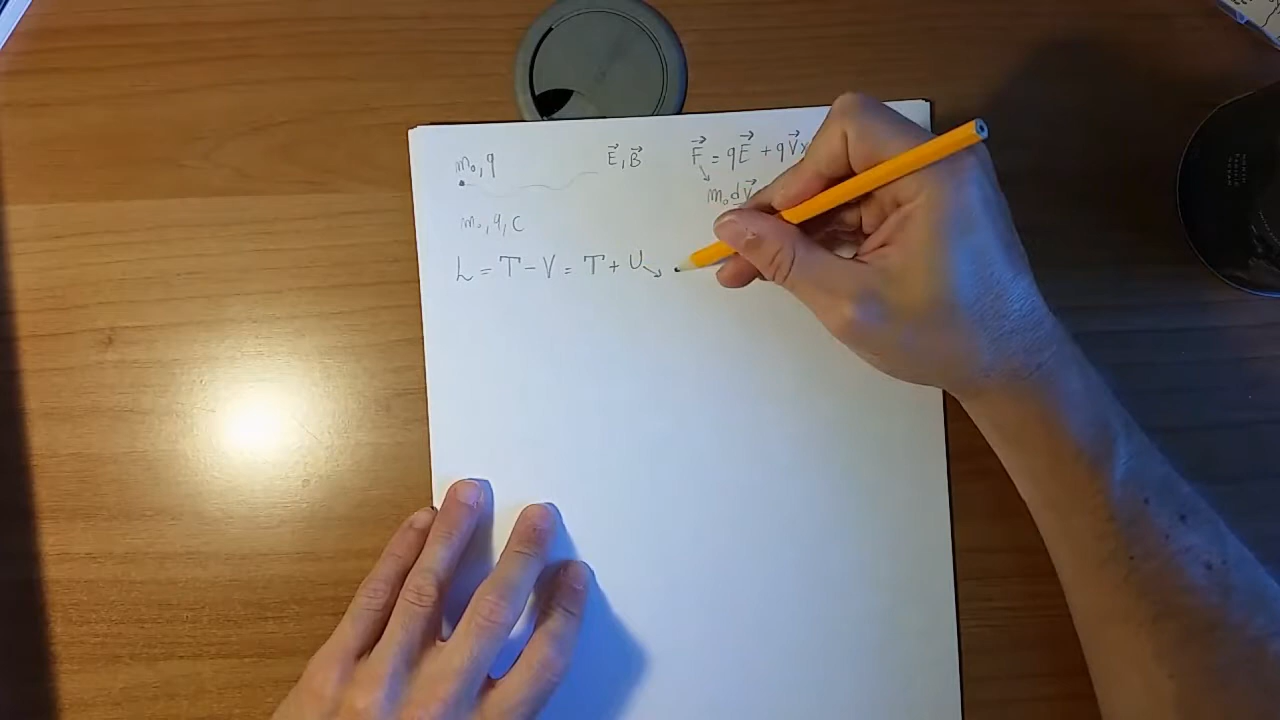 m₀,q E⃗,B⃗ F⃗ = qE⃗ + qV⃗x
m₀dV⃗
m₀,q,c
L = T - V = T + U